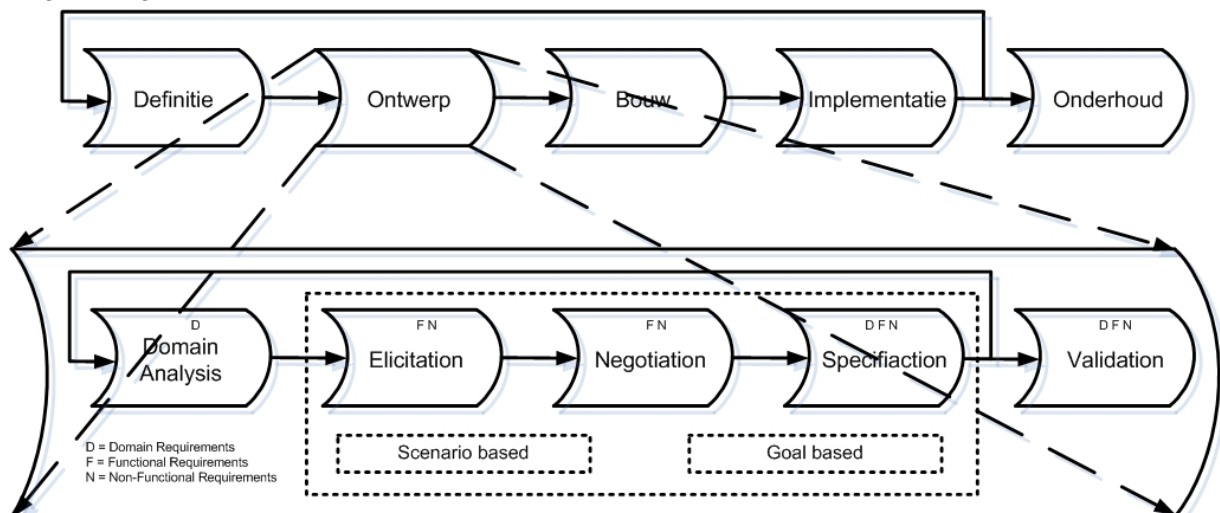 Definitie
Ontwerp
Bouw
Implementatie
Onderhoud
D
Domain
Analysis
F N
Elicitation
F N
Negotiation
D F N
Specifiaction
D F N
Validation
D = Domain Requirements
F = Functional Requirements
N = Non-Functional Requirements
Scenario based
Goal based